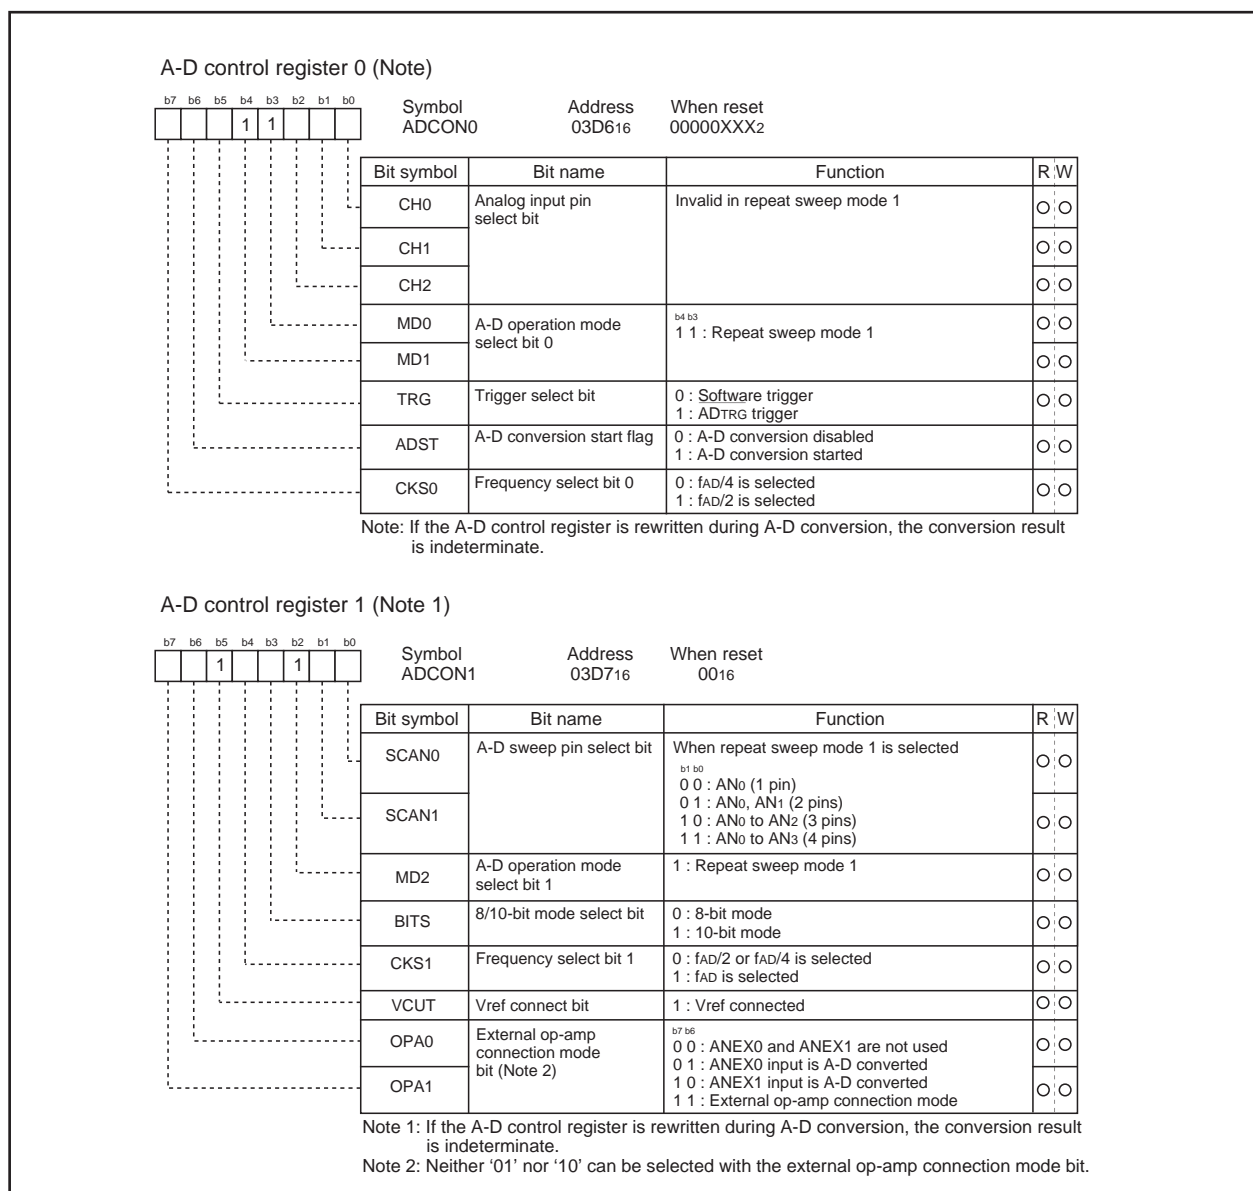 A-D control register 0 (Note)
b7 b6 b5 b4 b3 b2 b1 b0
1 1
Symbol Address When reset
ADCON0 03D616 00000XXX2
Bit symbol Bit name Function R W
CH0 Analog input pin select bit Invalid in repeat sweep mode 1
CH1
CH2
MD0 A-D operation mode select bit 0 b4 b3
1 1 : Repeat sweep mode 1
MD1
TRG Trigger select bit 0 : Software trigger
1 : ADTRG trigger
ADST A-D conversion start flag 0 : A-D conversion disabled
1 : A-D conversion started
CKS0 Frequency select bit 0 0 : fAD/4 is selected
1 : fAD/2 is selected
Note: If the A-D control register is rewritten during A-D conversion, the conversion result
is indeterminate.
A-D control register 1 (Note 1)
b7 b6 b5 b4 b3 b2 b1 b0
1 1
Symbol Address When reset
ADCON1 03D716 0016
Bit symbol Bit name Function R W
SCAN0 A-D sweep pin select bit When repeat sweep mode 1 is selected
b1 b0
0 0 : AN0 (1 pin)
0 1 : AN0, AN1 (2 pins)
SCAN1 1 0 : AN0 to AN2 (3 pins)
1 1 : AN0 to AN3 (4 pins)
MD2 A-D operation mode select bit 1 1 : Repeat sweep mode 1
BITS 8/10-bit mode select bit 0 : 8-bit mode
1 : 10-bit mode
CKS1 Frequency select bit 1 0 : fAD/2 or fAD/4 is selected
1 : fAD is selected
VCUT Vref connect bit 1 : Vref connected
OPA0 External op-amp connection mode bit (Note 2) b7 b6
0 0 : ANEX0 and ANEX1 are not used
0 1 : ANEX0 input is A-D converted
OPA1 1 0 : ANEX1 input is A-D converted
1 1 : External op-amp connection mode
Note 1: If the A-D control register is rewritten during A-D conversion, the conversion result
is indeterminate.
Note 2: Neither ‘01’ nor ‘10’ can be selected with the external op-amp connection mode bit.